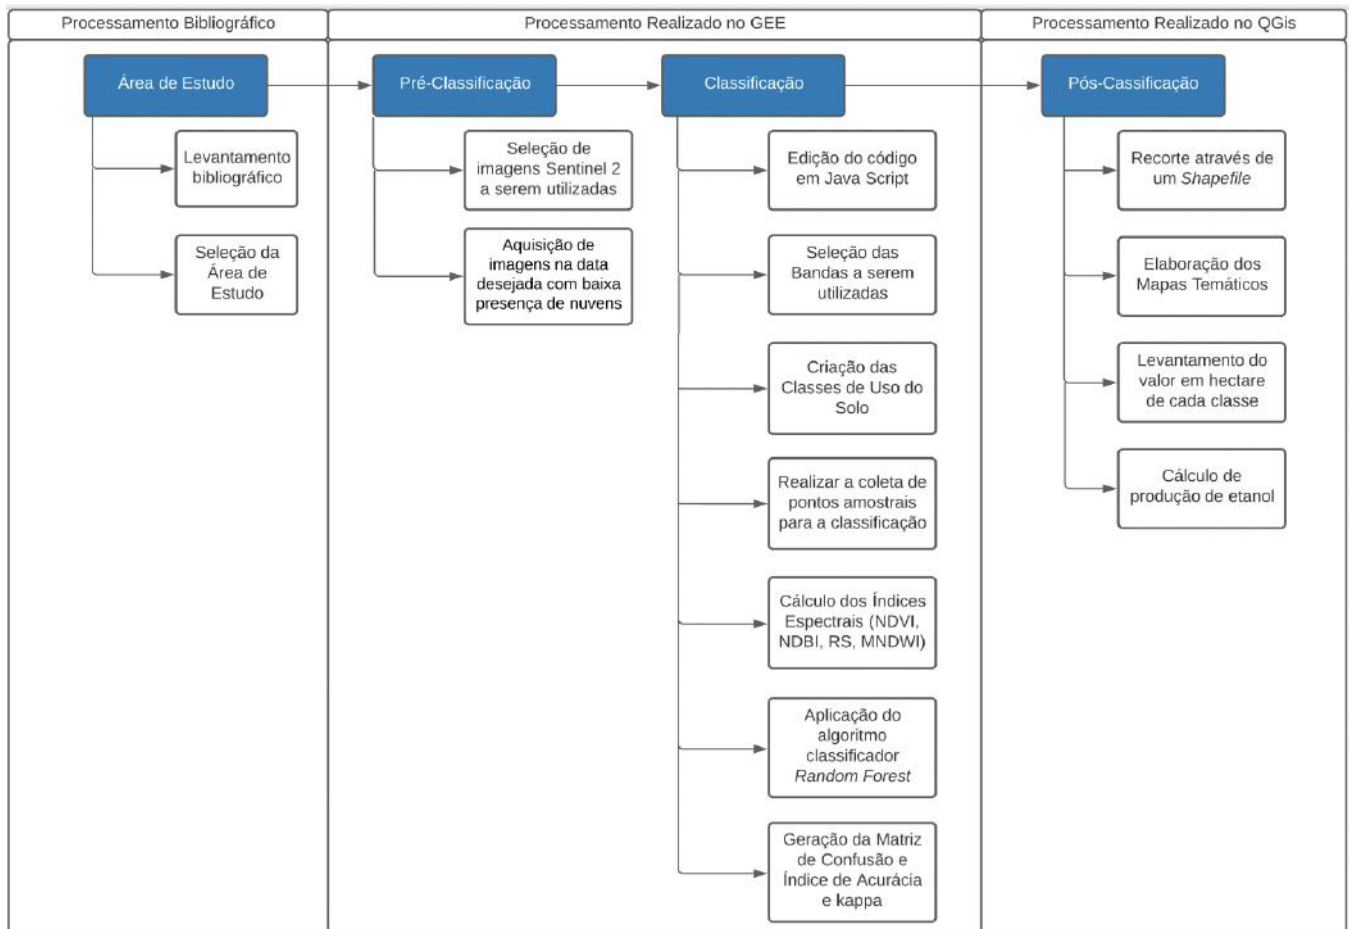 Processamento Bibliográfico
Processamento Realizado no GEE
Processamento Realizado no QGis
Área de Estudo
Pré-Classificação
Classificação
Pós-Cassificação
Levantamento
bibliográfico
Seleção da
Área de
Estudo
Seleção de
imagens Sentinel 2
a serem utilizadas
Aquisição de
imagens na data
desejada com baixa
presença de nuvens
Edição do código
em Java Script
Seleção das
Bandas a serem
utilizadas
Criação das
Classes de Uso do
Solo
Realizar a coleta de
pontos amostrais
para a classificação
Cálculo dos Índices
Espectrais (NDVI,
NDBI, RS, MNDWI)
Aplicação do
algoritmo
classificador
Random Forest
Geração da Matriz
de Confusão e
Índice de Acurácia
e kappa
Recorte através de
um Shapefile
Elaboração dos
Mapas Temáticos
Levantamento do
valor em hectare
de cada classe
Cálculo de
produção de etanol